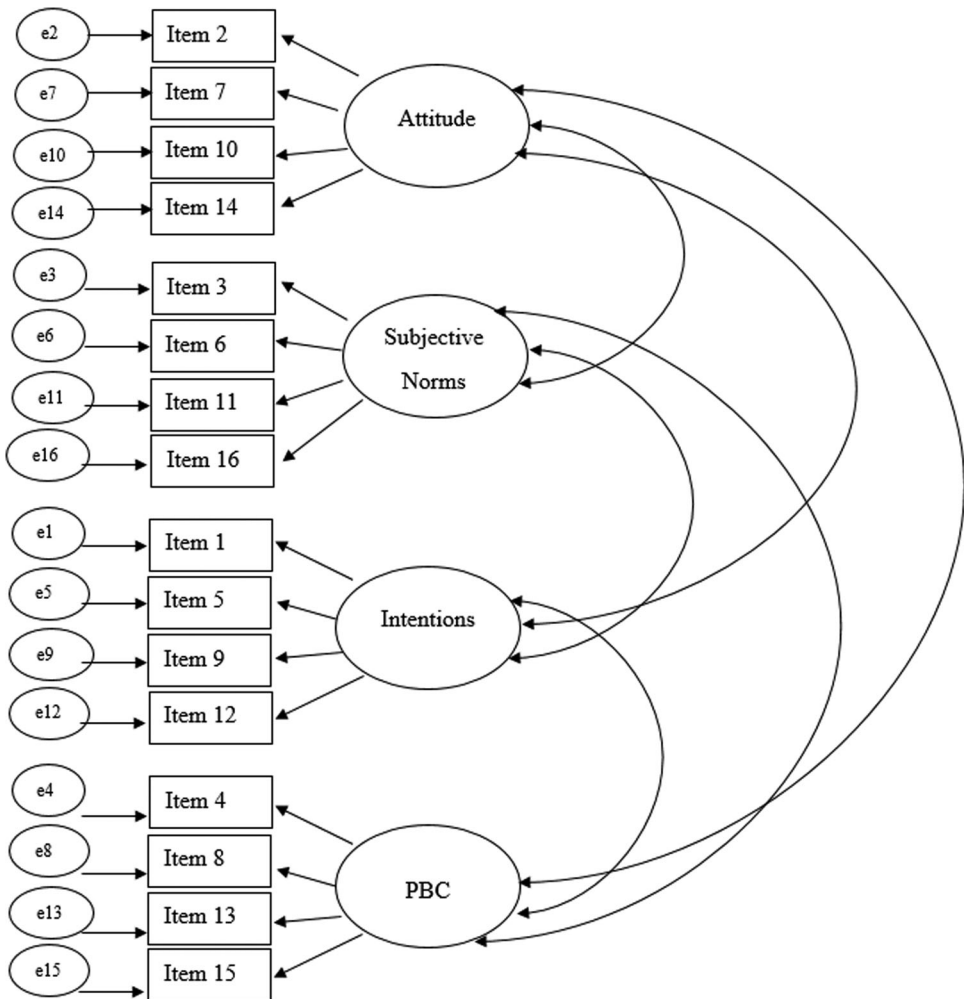 e2
Item 2
e7
Item 7
e10
Item 10
e14
Item 14
Attitude
e3
Item 3
e6
Item 6
e11
Item 11
e16
Item 16
Subjective
Norms
e1
Item 1
e5
Item 5
e9
Item 9
e12
Item 12
Intentions
e4
Item 4
e8
Item 8
e13
Item 13
e15
Item 15
PBC